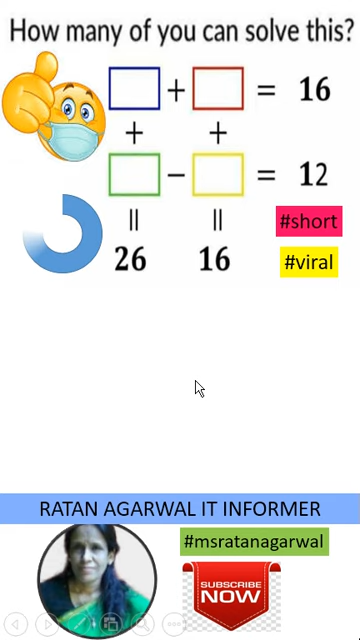 How many of you can solve this?
+ = 16
+ +
− = 12
= = #short
26 16 #viral
RATAN AGARWAL IT INFORMER
#msratanagarwal
SUBSCRIBE
NOW